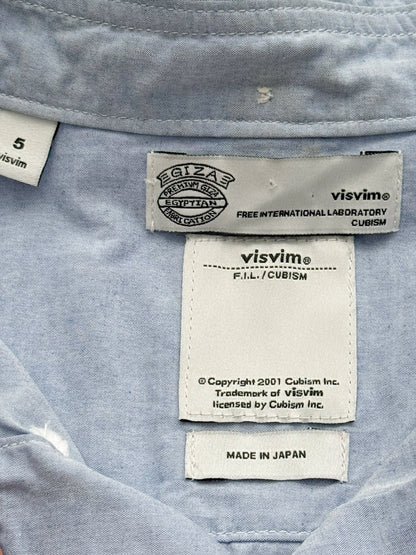 5
visvim
GIZA
PREMIUM GIZA
EGYPTIAN
FABRICATION
visvim®
FREE INTERNATIONAL LABORATORY
CUBISM
visvim®
F.I.L./CUBISM
© Copyright 2001 Cubism Inc.
Trademark of visvim
licensed by Cubism Inc.
MADE IN JAPAN